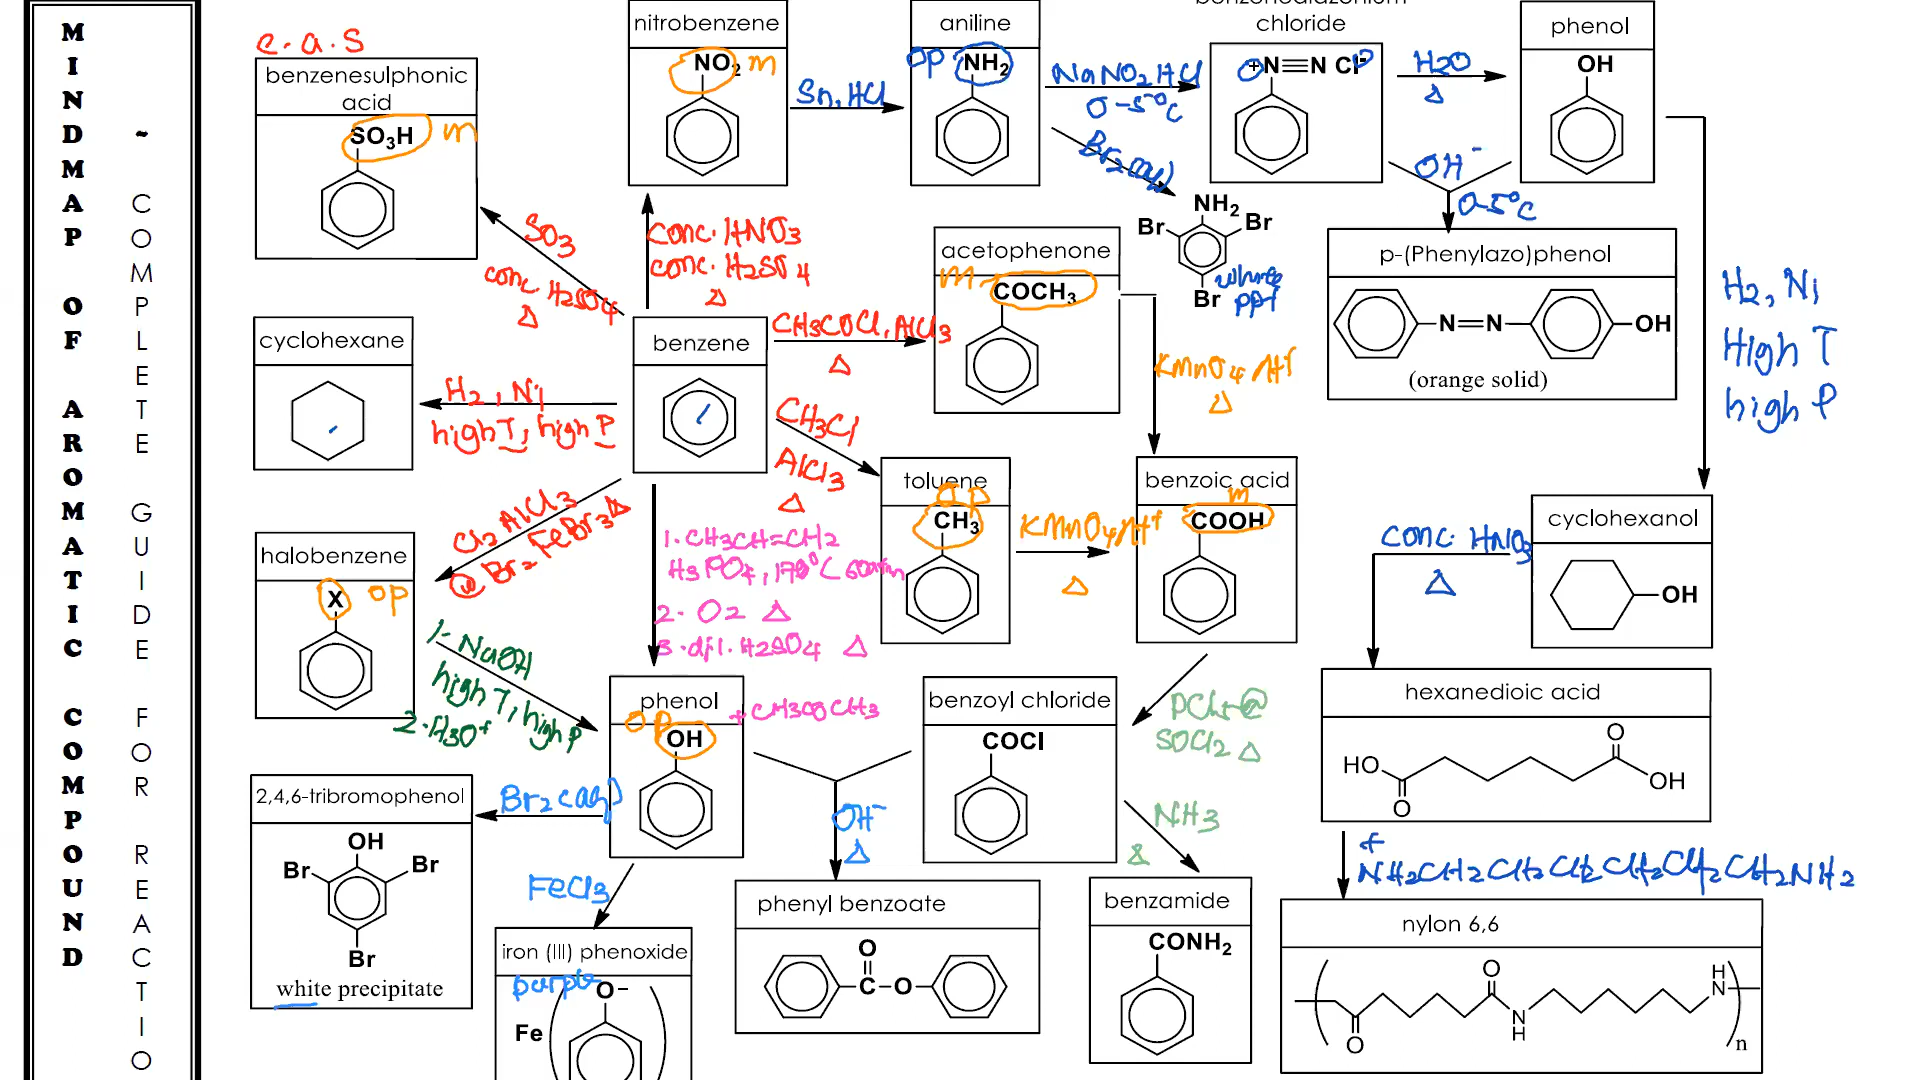 MINDMAP OF AROMATIC COMPOUND
~ COMPLETE GUIDE FOR REACTIO
e.a.s
benzenesulphonic
acid
SO3H m
nitrobenzene
NO2 m
Sn, HCl
aniline
op NH2
NaNO2, HCl
0-5°C
chloride
+N≡N Cl-
H2O
Δ
phenol
OH
Br2(aq)
OH-
0-5°C
NH2
Br
Br
Br
white
ppt
SO3
conc H2SO4
Δ
conc. HNO3
conc. H2SO4
Δ
acetophenone
m COCH3
p-(Phenylazo)phenol
N=N
OH
(orange solid)
H2, Ni
High T
high P
cyclohexane
H2, Ni
high T, high P
benzene
CH3COCl, AlCl3
Δ
CH3Cl
AlCl3
Δ
KMnO4/H+
Δ
toluene
op
CH3
KMnO4/H+
Δ
benzoic acid
m
COOH
cyclohexanol
OH
conc. HNO3
Δ
halobenzene
X op
Cl2 AlCl3
@ Br2 FeBr3 Δ
1. CH3CH=CH2
H3PO4, 170°C 60atm
2. O2 Δ
3. dil. H2SO4 Δ
1. NaOH
high T, high P
2. H3O+
phenol
op
OH
+ CH3COCH3
benzoyl chloride
COCl
PCl5 @
SOCl2 Δ
hexanedioic acid
HO
O
O
OH
2,4,6-tribromophenol
OH
Br
Br
Br
white precipitate
Br2(aq)
FeCl3
OH-
Δ
NH3
+
NH2CH2CH2CH2CH2CH2CH2NH2
iron (III) phenoxide
purple
O-
Fe
phenyl benzoate
O
C-O
benzamide
CONH2
nylon 6,6
O
O
N
H
H
N
n